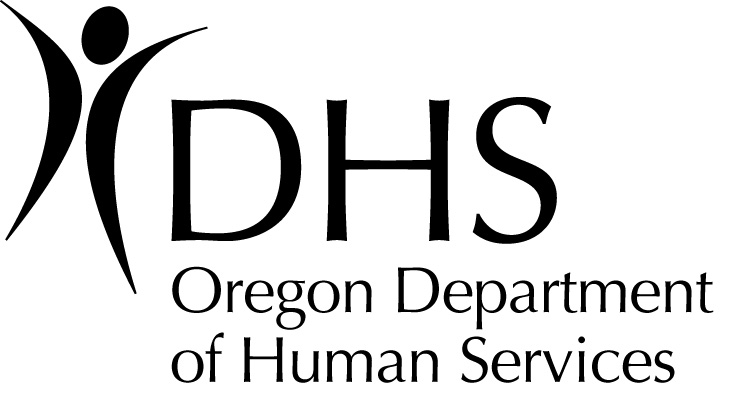 DHS
Oregon Department
of Human Services